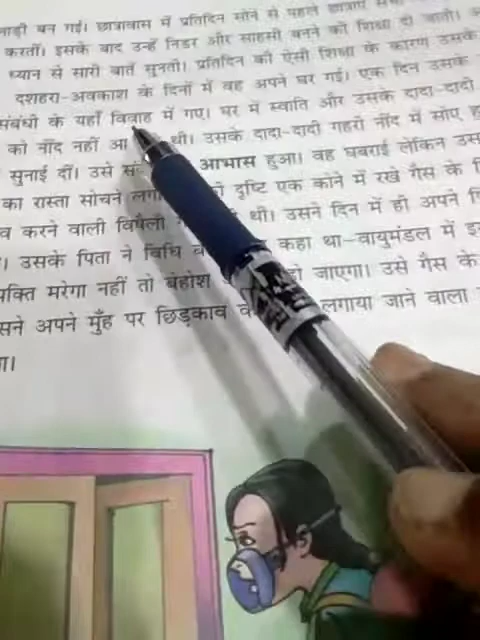 बन गई। छात्रावास में प्रतिदिन सोने से पहले छात्राएँ
करतीं। इसके बाद उन्हें निडर और साहसी बनने की शिक्षा दी जाती।
ध्यान से सारी बातें सुनती। प्रतिदिन की ऐसी शिक्षा के कारण उसके
दशहरा-अवकाश के दिनों में वह अपने घर गई। एक दिन उसके
संबंधी के यहाँ विवाह में गए। घर में स्वाति और उसके दादा-दादी
को नींद नहीं आ थी। उसके दादा-दादी गहरी नींद में सोए
सुनाई दीं। उसे आभास हुआ। वह घबराई लेकिन
का रास्ता सोचने दृष्टि एक कोने में रखे गैस के
करने वाली विषैली थी। उसने दिन में ही अपने
उसके पिता ने विधि कहा था-वायुमंडल में
मरेगा नहीं तो बेहोश हो जाएगा। उसे गैस के
अपने मुँह पर छिड़काव लगाया जाने वाला